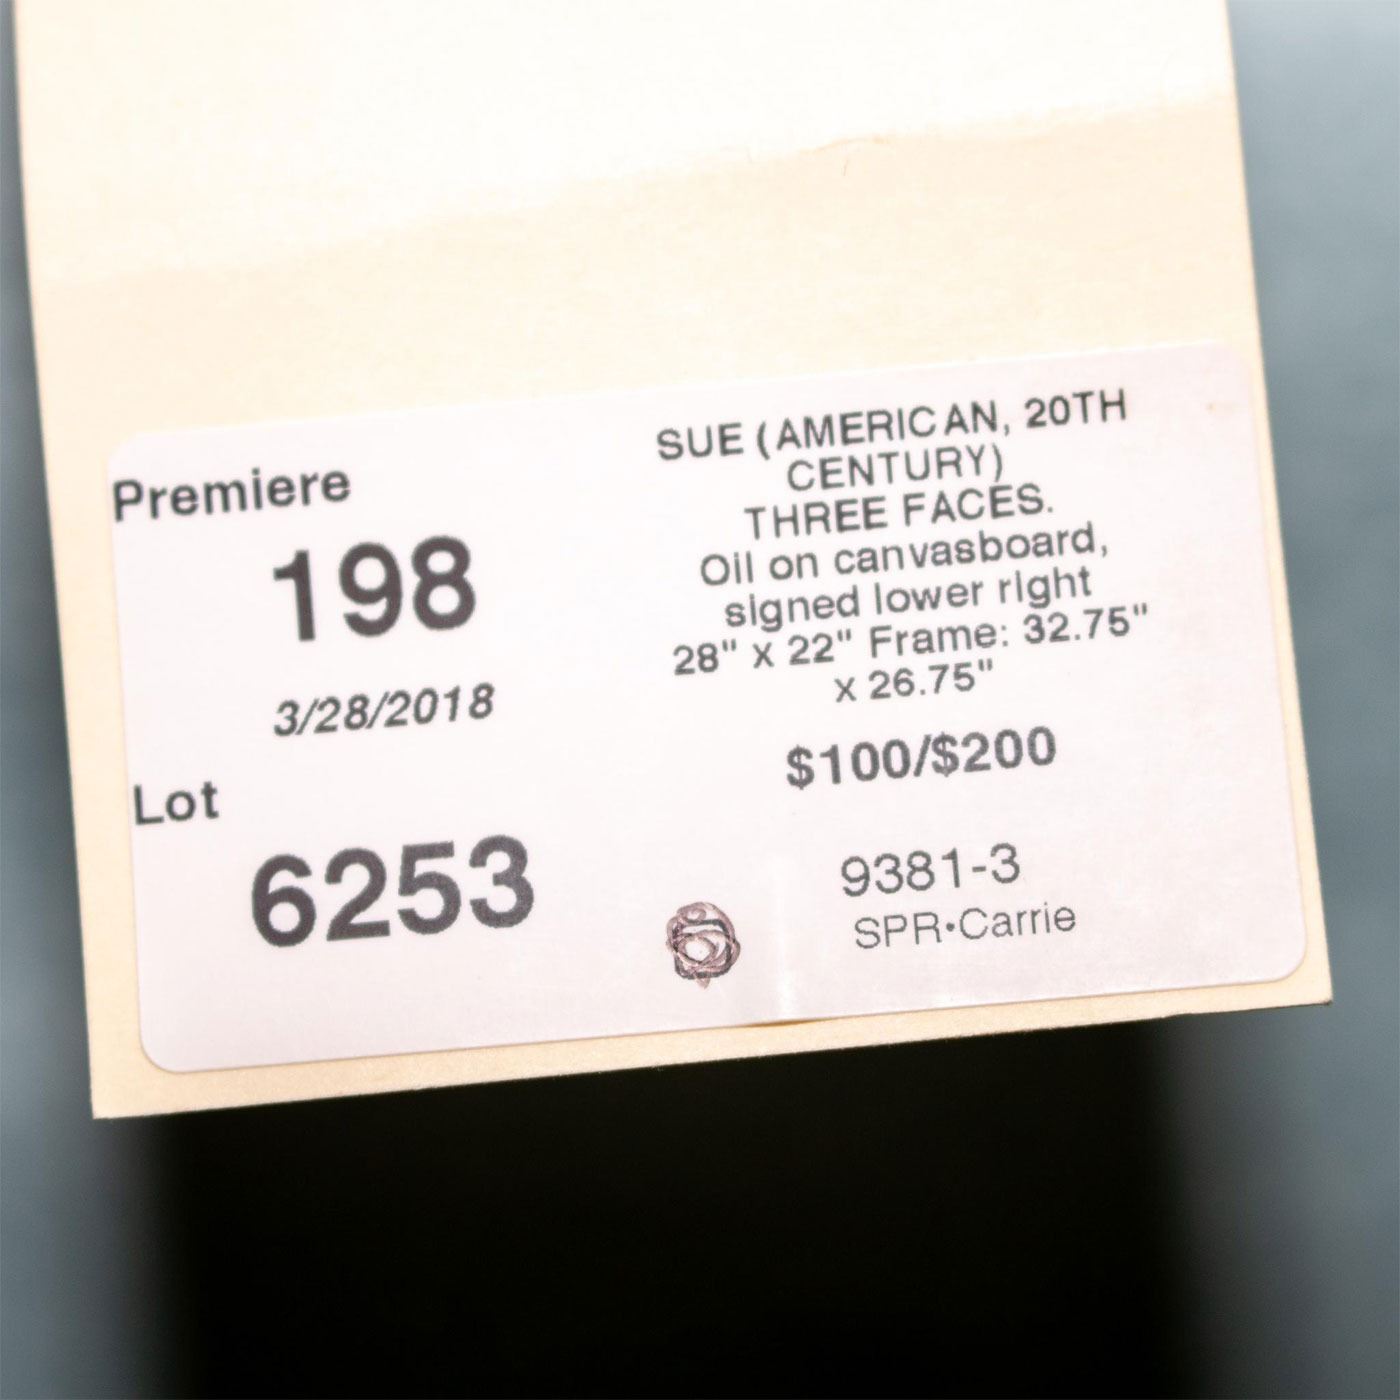 Premiere
198
3/28/2018
Lot
6253
SUE (AMERICAN, 20TH
CENTURY)
THREE FACES.
Oil on canvasboard,
signed lower right
28" x 22" Frame: 32.75"
x 26.75"
$100/$200
9381-3
SPR•Carrie